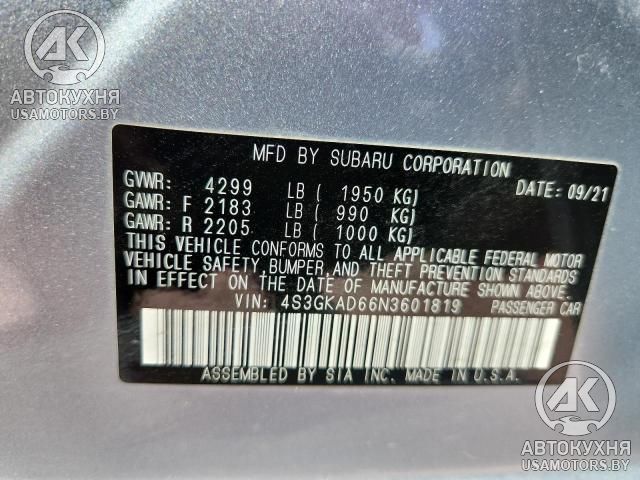 АК
АВТОКУХНЯ
USAMOTORS.BY
MFD BY SUBARU CORPORATION
GVWR: 4299 LB ( 1950 KG) DATE: 09/21
GAWR: F 2183 LB ( 990 KG)
GAWR: R 2205 LB ( 1000 KG)
THIS VEHICLE CONFORMS TO ALL APPLICABLE FEDERAL MOTOR
VEHICLE SAFETY, BUMPER, AND THEFT PREVENTION STANDARDS
IN EFFECT ON THE DATE OF MANUFACTURE SHOWN ABOVE.
VIN: 4S3GKAD66N3601819 PASSENGER CAR
ASSEMBLED BY SIA INC. MADE IN U.S.A.
АК
АВТОКУХНЯ
USAMOTORS.BY